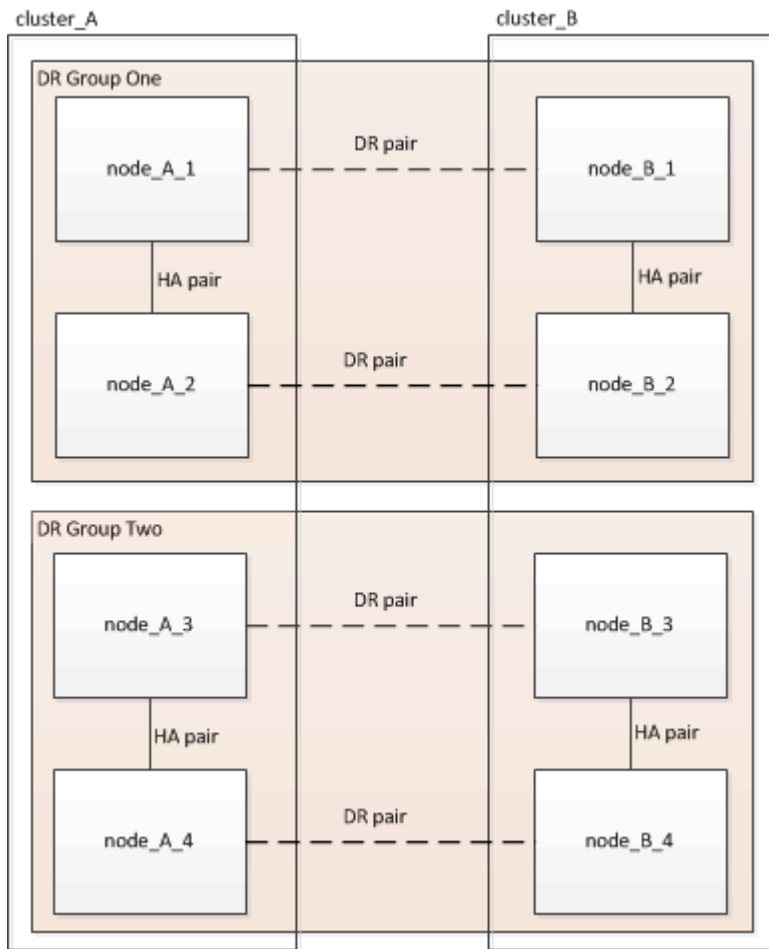 cluster_A
cluster_B
DR Group One
node_A_1
DR pair
node_B_1
HA pair
HA pair
node_A_2
DR pair
node_B_2
DR Group Two
node_A_3
DR pair
node_B_3
HA pair
HA pair
node_A_4
DR pair
node_B_4